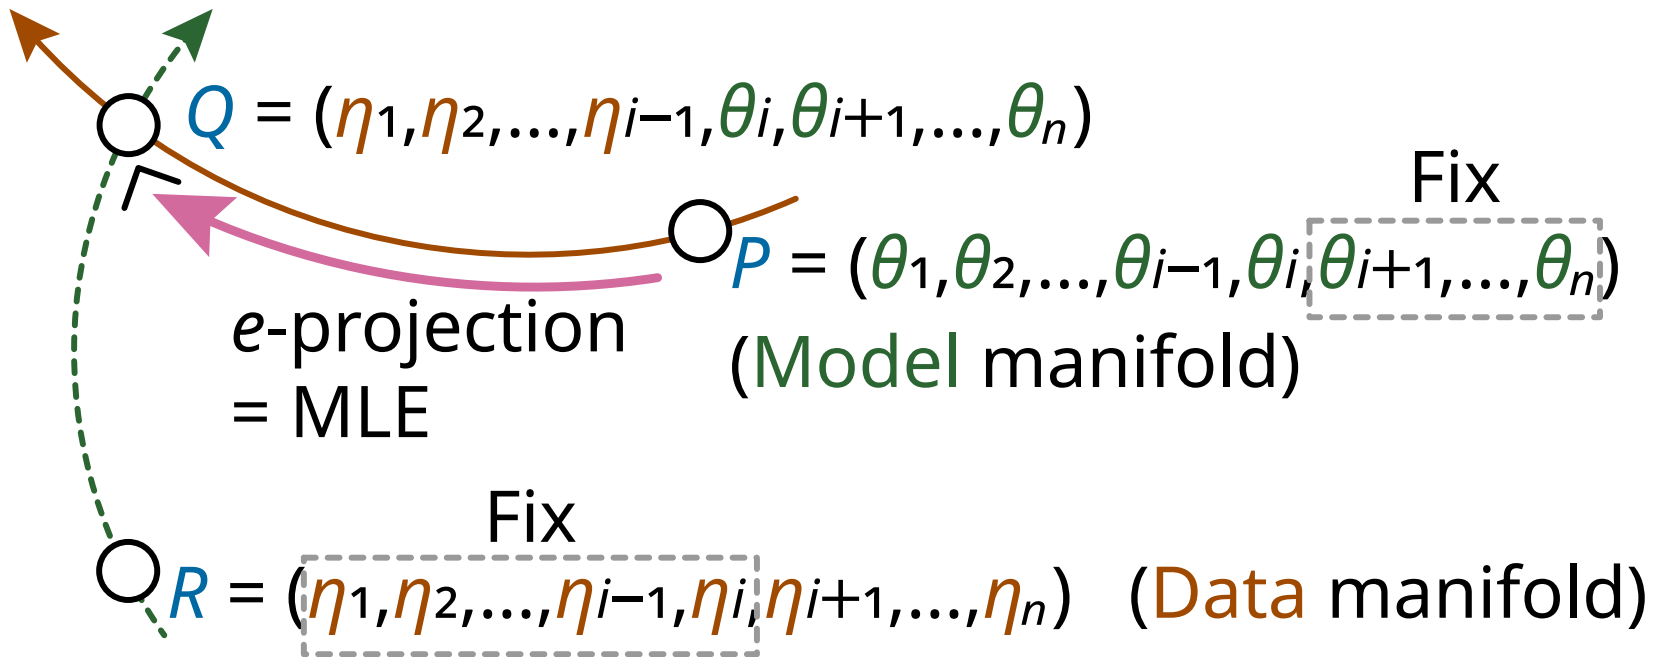 Q = (η₁,η₂,...,ηᵢ₋₁,θᵢ,θᵢ₊₁,...,θₙ)
Fix
P = (θ₁,θ₂,...,θᵢ₋₁,θᵢ,θᵢ₊₁,...,θₙ)
e-projection
= MLE
(Model manifold)
Fix
R = (η₁,η₂,...,ηᵢ₋₁,ηᵢ,ηᵢ₊₁,...,ηₙ) (Data manifold)